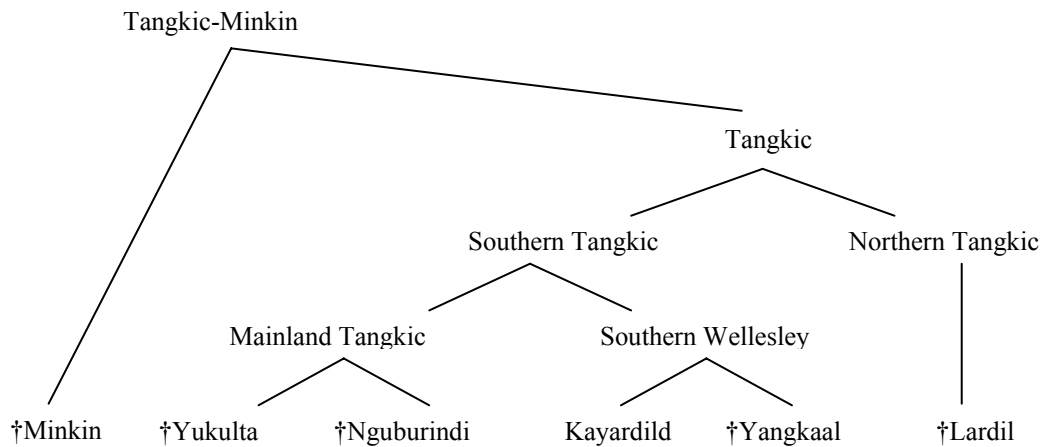 Tangkic-Minkin
Tangkic
Southern Tangkic Northern Tangkic
Mainland Tangkic Southern Wellesley
†Minkin †Yukulta †Nguburindi Kayardild †Yangkaal †Lardil